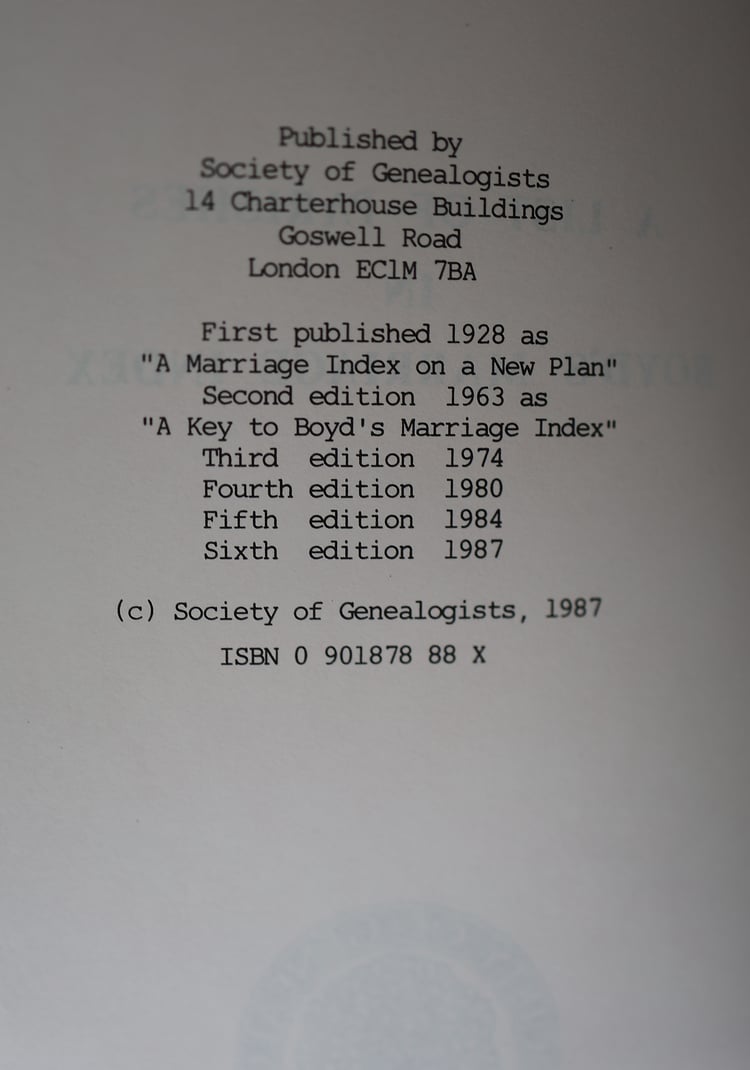 Published by
Society of Genealogists
14 Charterhouse Buildings
Goswell Road
London EC1M 7BA
First published 1928 as
"A Marriage Index on a New Plan"
Second edition 1963 as
"A Key to Boyd's Marriage Index"
Third edition 1974
Fourth edition 1980
Fifth edition 1984
Sixth edition 1987
(c) Society of Genealogists, 1987
ISBN 0 901878 88 X